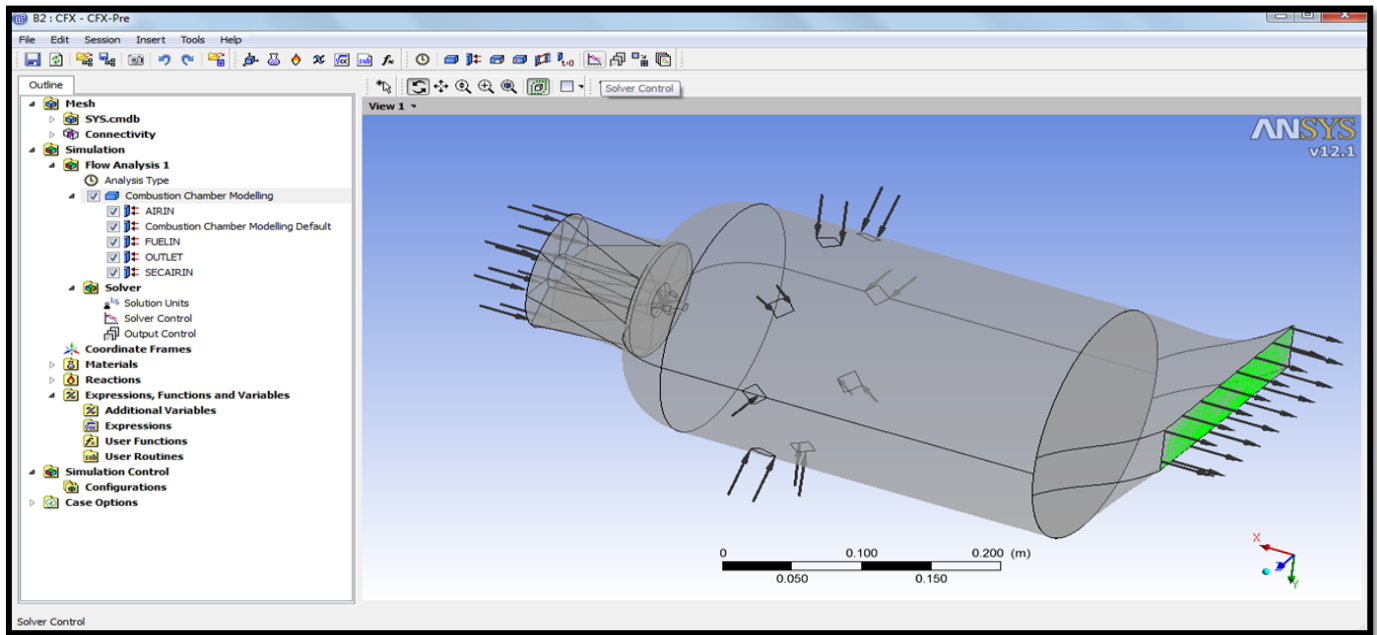 B2 : CFX - CFX-Pre
File Edit Session Insert Tools Help
Outline
Mesh
SYS.cmdb
Connectivity
Simulation
Flow Analysis 1
Analysis Type
Combustion Chamber Modelling
AIRIN
Combustion Chamber Modelling Default
FUELIN
OUTLET
SECAIRIN
Solver
Solution Units
Solver Control
Output Control
Coordinate Frames
Materials
Reactions
Expressions, Functions and Variables
Additional Variables
Expressions
User Functions
User Routines
Simulation Control
Configurations
Case Options
Solver Control
View 1
ANSYS
v12.1
0 0.100 0.200 (m)
0.050 0.150
X
Y
Solver Control